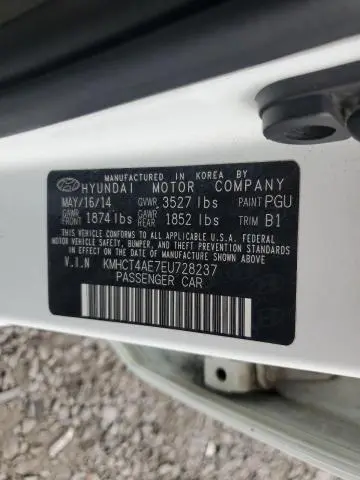 MANUFACTURED IN KOREA BY
HYUNDAI MOTOR COMPANY
MAY/16/14 GVWR 3527 lbs PAINT PGU
GAWR FRONT 1874 lbs GAWR REAR 1852 lbs TRIM B1
THIS VEHICLE CONFORMS TO ALL APPLICABLE U.S.A. FEDERAL MOTOR
VEHICLE SAFETY, BUMPER, AND THEFT PREVENTION STANDARDS
IN EFFECT ON THE DATE OF MANUFACTURE SHOWN ABOVE.
V.I.N KMHCT4AE7EU728237
PASSENGER CAR